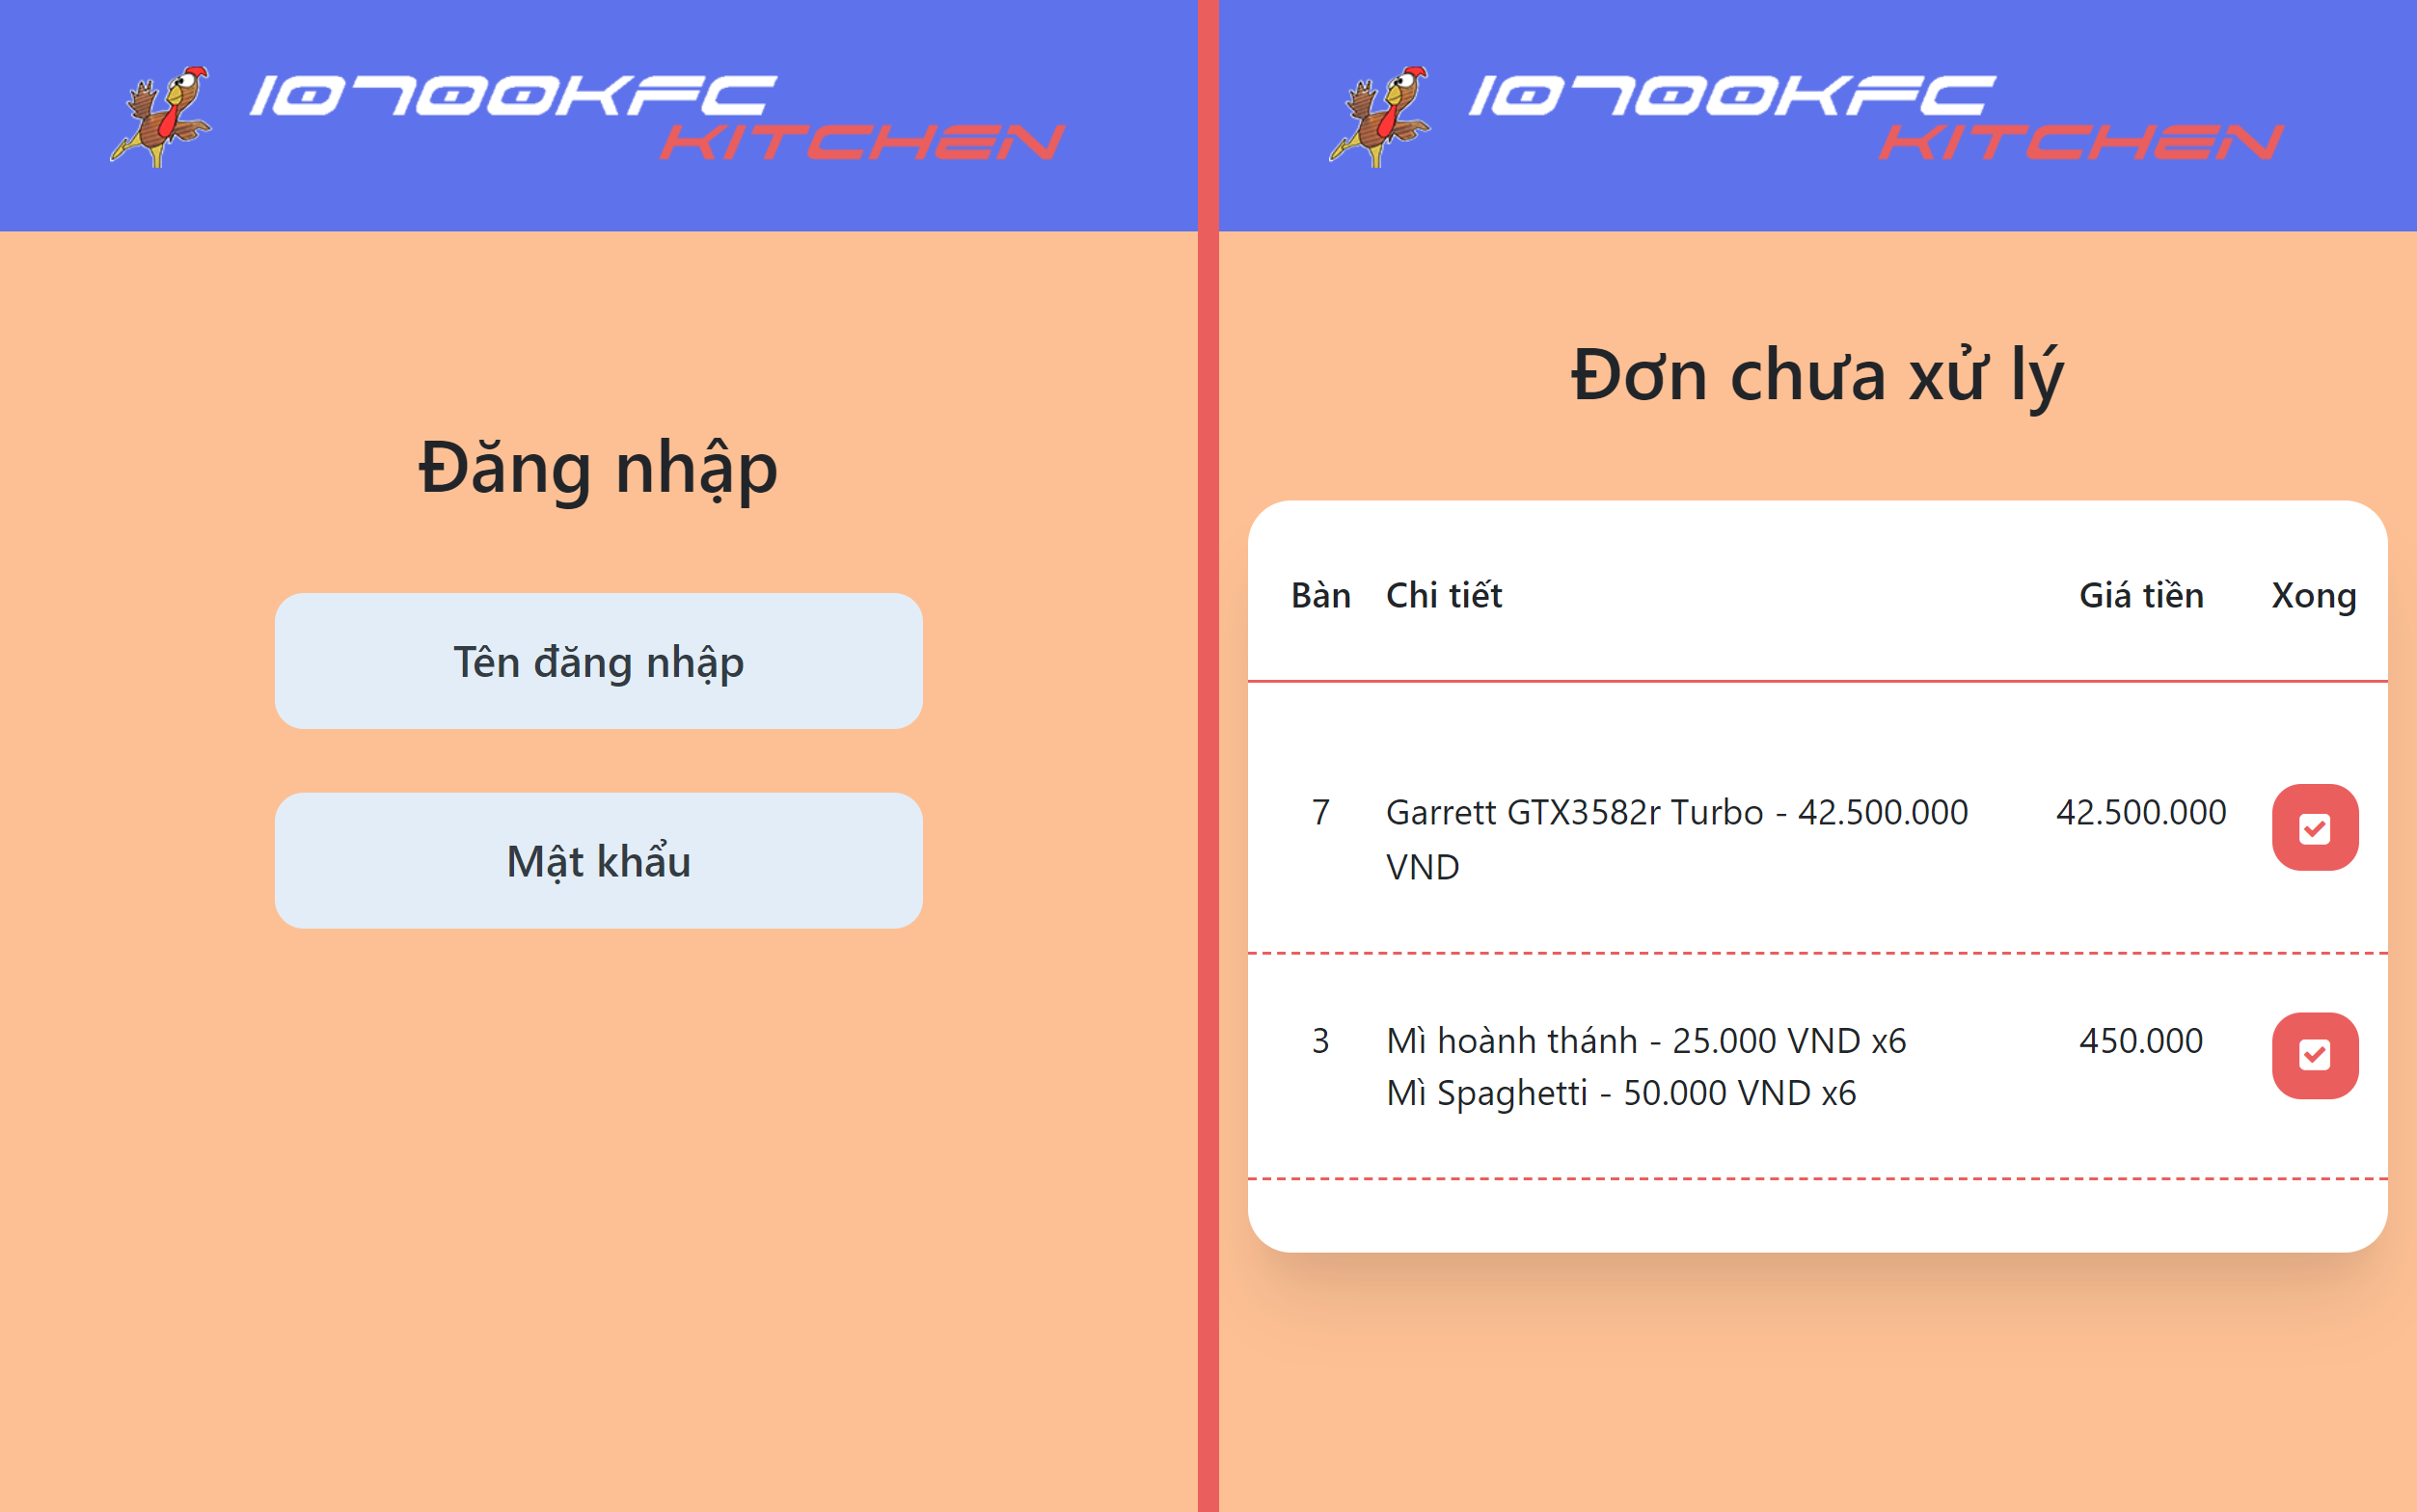 10700KFC
KITCHEN
Đăng nhập
Tên đăng nhập
Mật khẩu
10700KFC
KITCHEN
Đơn chưa xử lý
Bàn Chi tiết Giá tiền Xong
7 Garrett GTX3582r Turbo - 42.500.000 42.500.000
VND
3 Mì hoành thánh - 25.000 VND x6 450.000
Mì Spaghetti - 50.000 VND x6